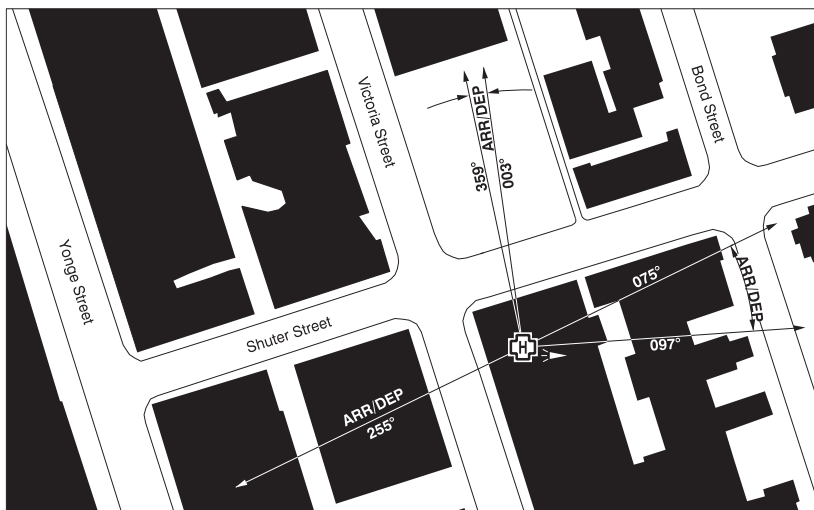 Victoria Street
Bond Street
ARR/DEP
359°
003°
Yonge Street
075°
ARR/DEP
Shuter Street
H
097°
ARR/DEP
255°